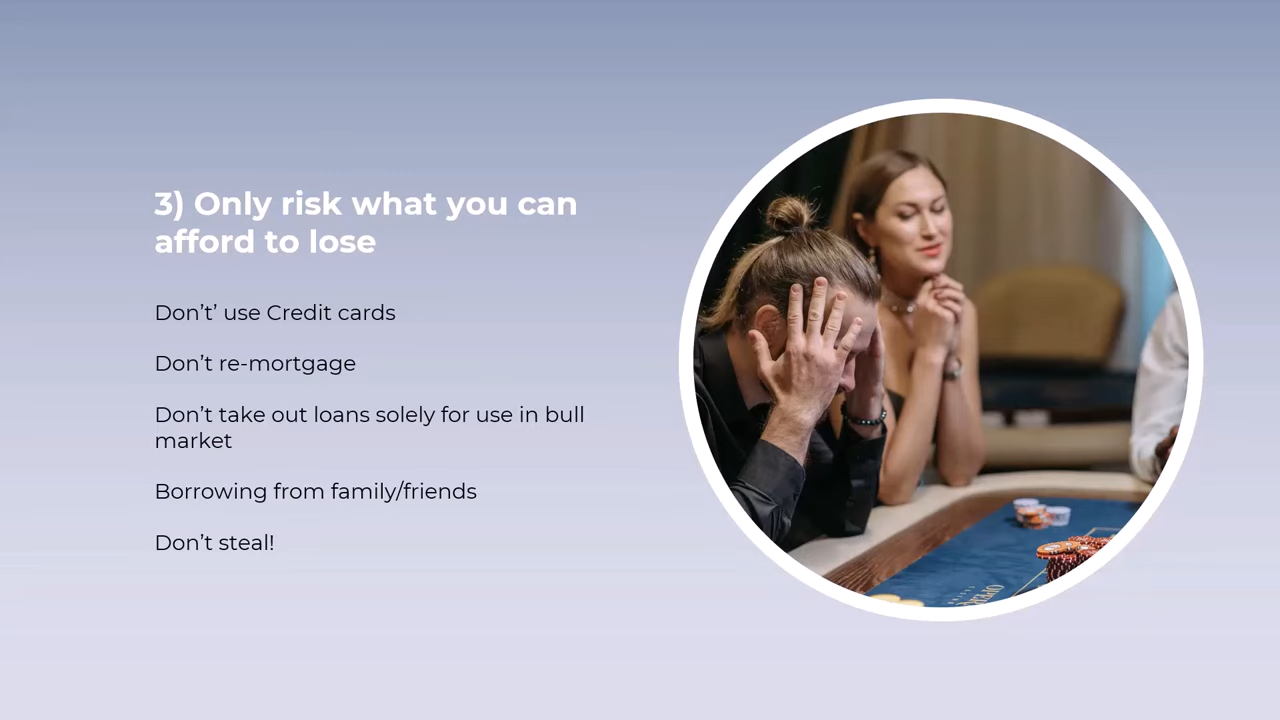 3) Only risk what you can
afford to lose
Don’t’ use Credit cards
Don’t re-mortgage
Don’t take out loans solely for use in bull
market
Borrowing from family/friends
Don’t steal!